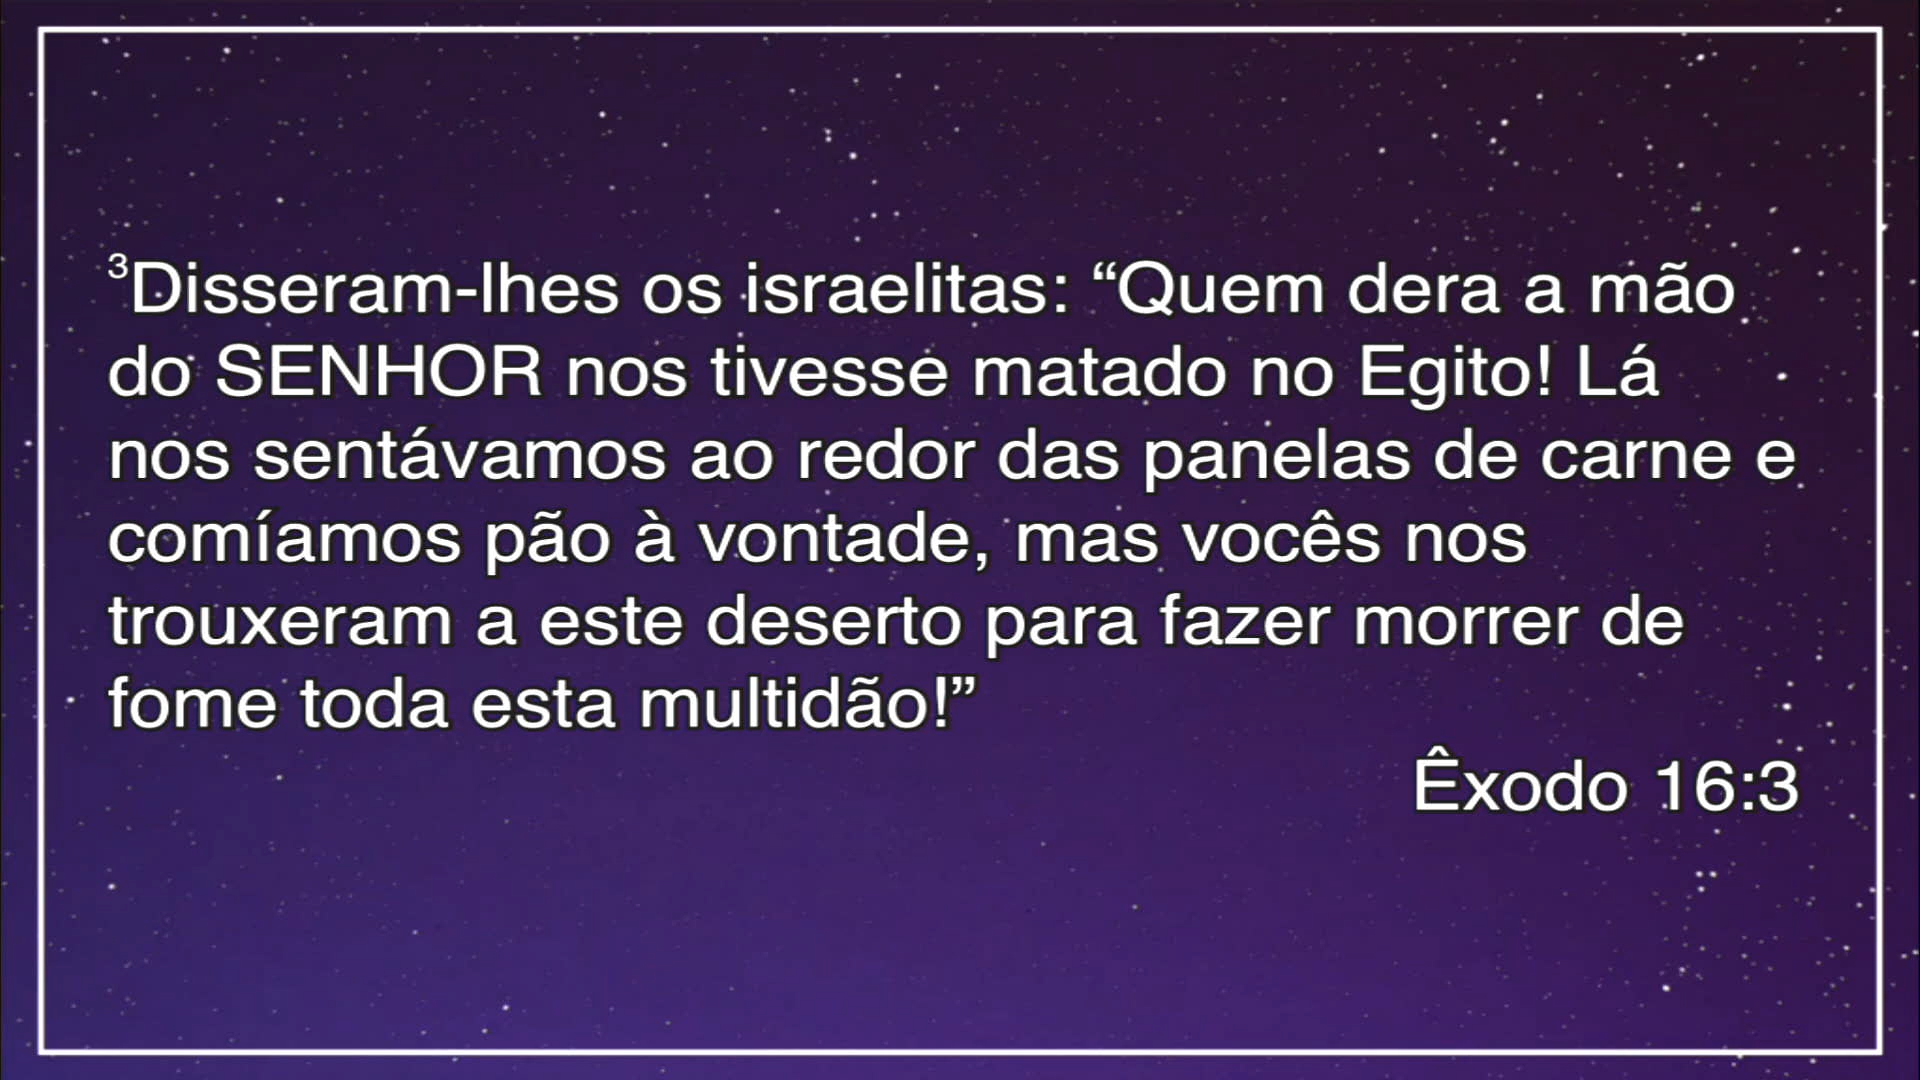 ³Disseram-lhes os israelitas: “Quem dera a mão
do SENHOR nos tivesse matado no Egito! Lá
nos sentávamos ao redor das panelas de carne e
comíamos pão à vontade, mas vocês nos
trouxeram a este deserto para fazer morrer de
fome toda esta multidão!”
Êxodo 16:3